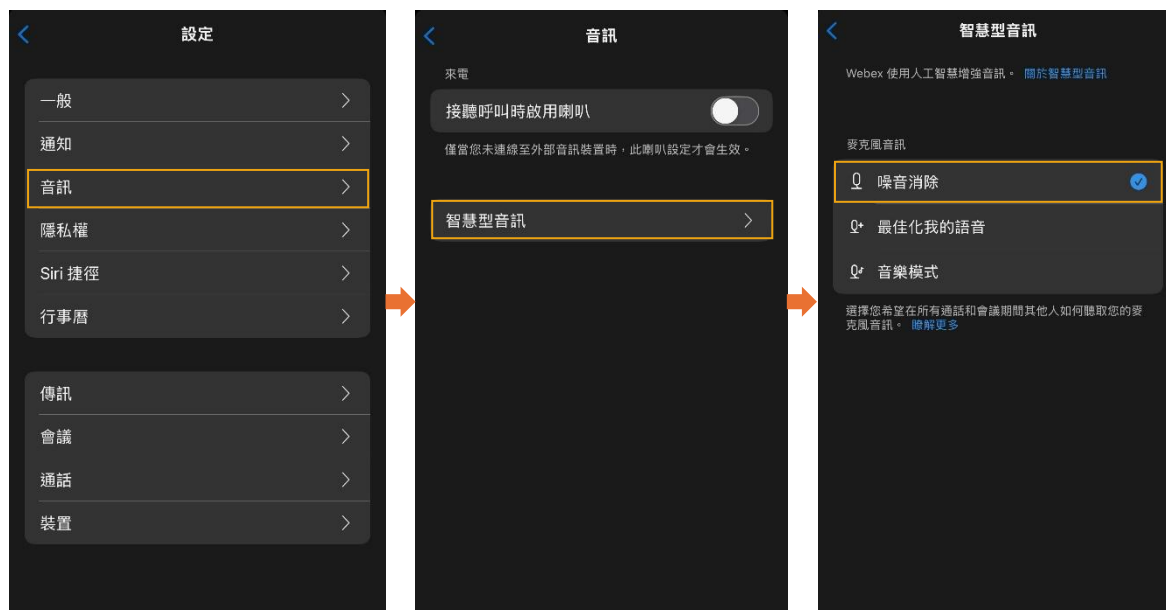 設定
一般
通知
音訊
隱私權
Siri 捷徑
行事曆
傳訊
會議
通話
裝置
音訊
來電
接聽呼叫時啟用喇叭
僅當您未連線至外部音訊裝置時，此喇叭設定才會生效。
智慧型音訊
智慧型音訊
Webex 使用人工智慧增強音訊。 關於智慧型音訊
麥克風音訊
噪音消除
最佳化我的語音
音樂模式
選擇您希望在所有通話和會議期間其他人如何聽取您的麥
克風音訊。 瞭解更多